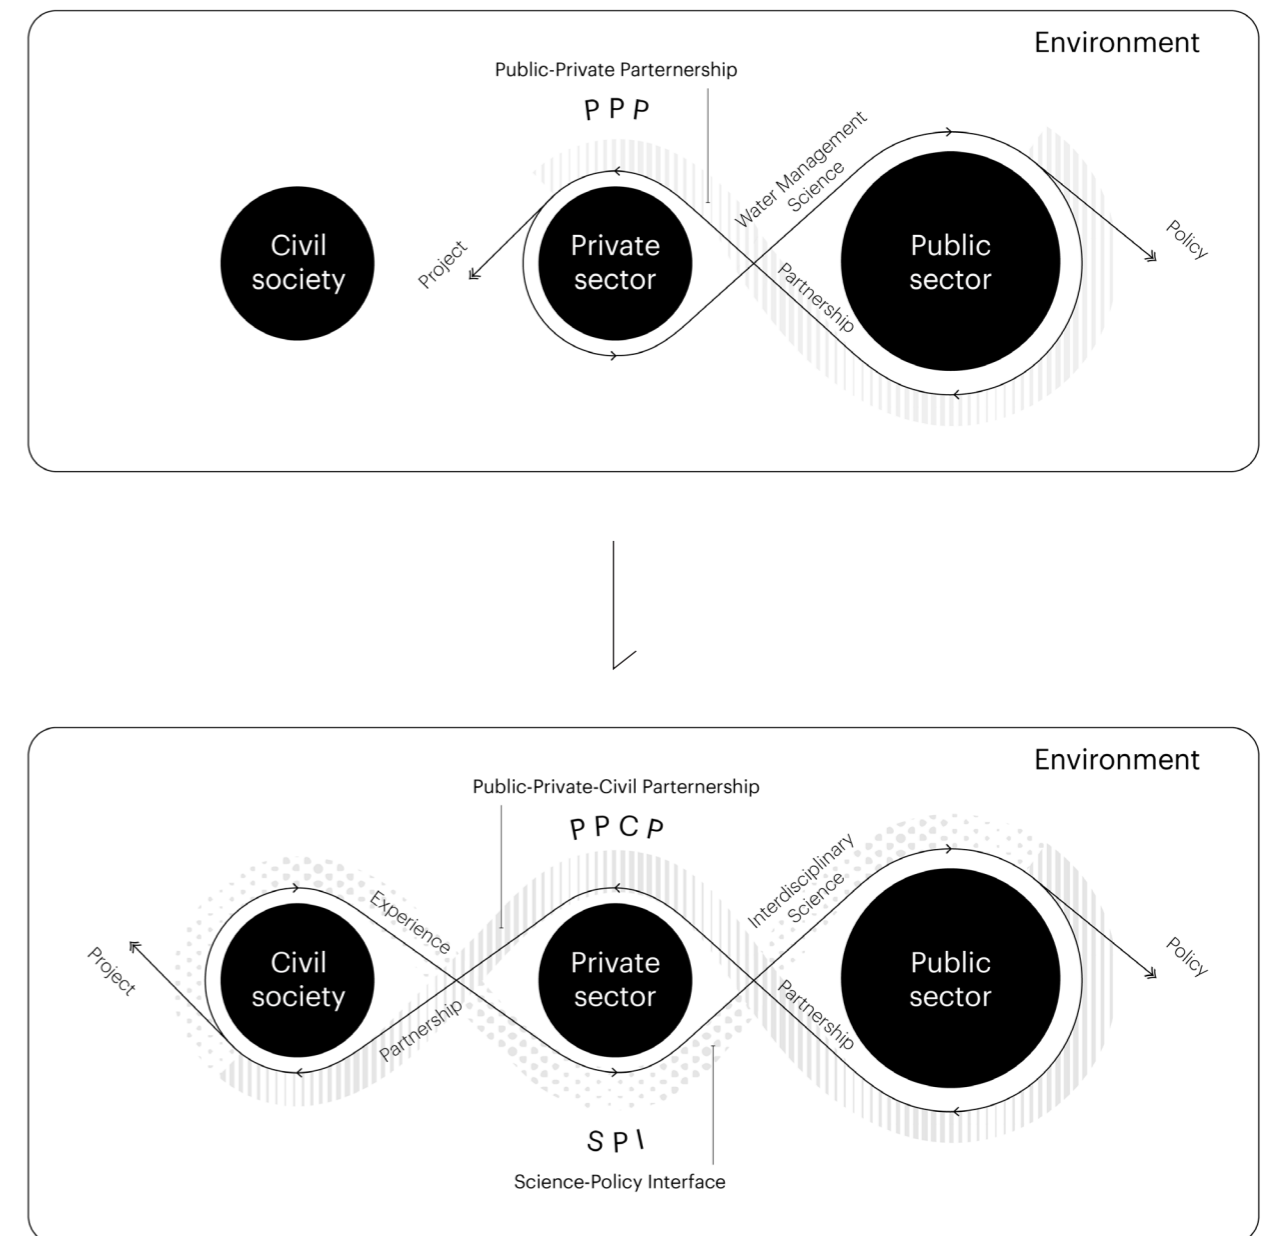 Environment
Public-Private Parternership
PPP
Water Management
Science
Civil
society
Project
Private
sector
Partnership
Public
sector
Policy
Environment
Public-Private-Civil Parternership
PPCP
Interdisciplinary
Science
Experience
Civil
society
Project
Partnership
Private
sector
Partnership
Public
sector
Policy
SPI
Science-Policy Interface